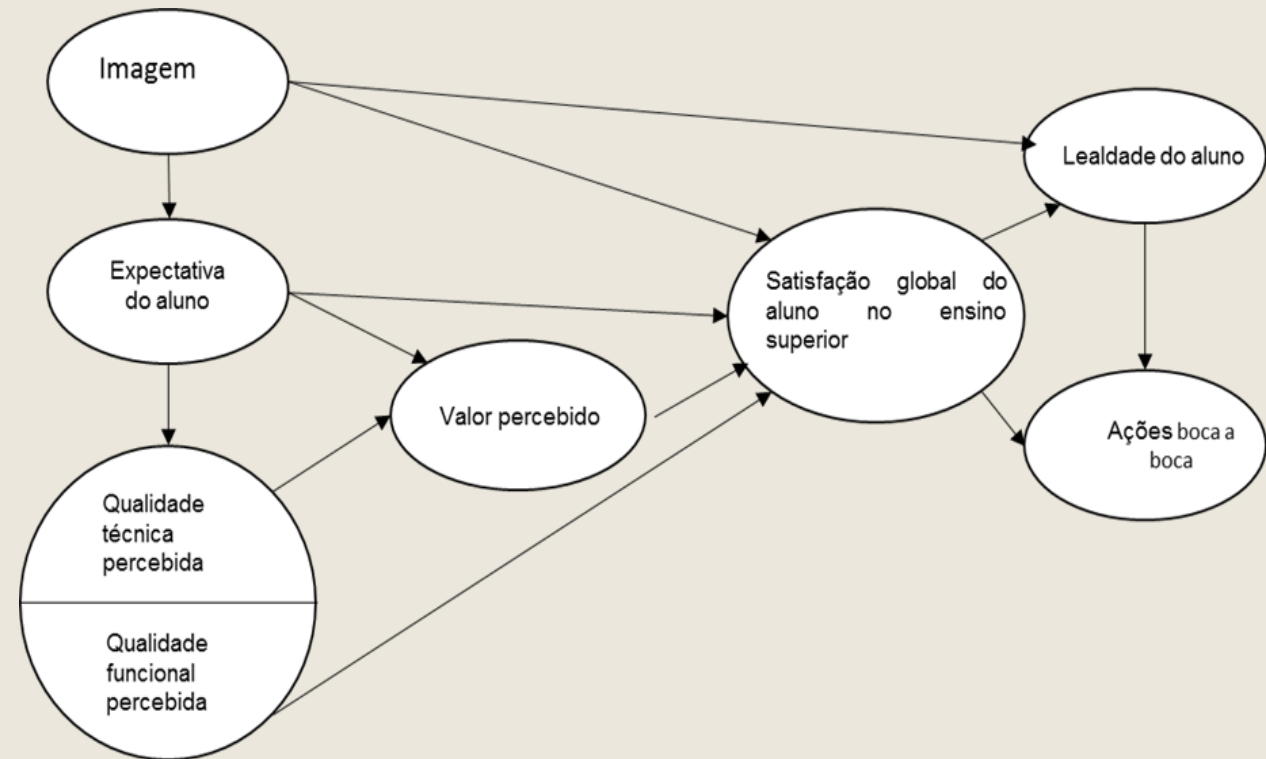 Imagem
Expectativa
do aluno
Qualidade
técnica
percebida
Qualidade
funcional
percebida
Valor percebido
Satisfação global do
aluno no ensino
superior
Lealdade do aluno
Ações boca a
boca